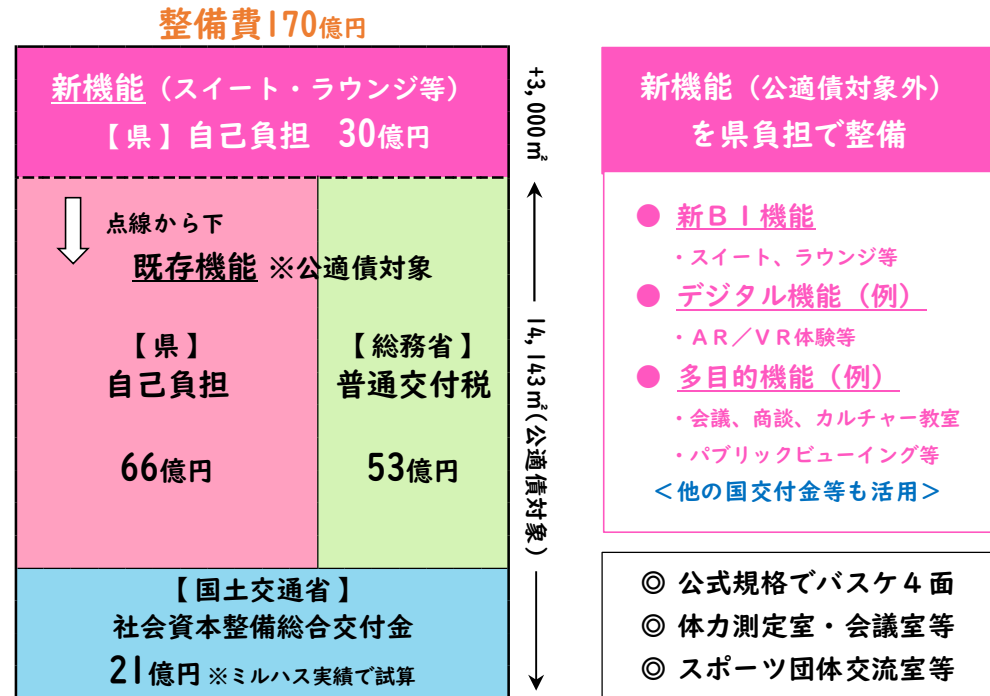 整備費170億円
新機能（スイート・ラウンジ等）
【県】自己負担　30億円
点線から下
既存機能 ※公適債対象
【県】
自己負担
66億円
【総務省】
普通交付税
53億円
【国土交通省】
社会資本整備総合交付金
21億円 ※ミルハス実績で試算
+3,000㎡
14,143㎡(公適債対象)
新機能（公適債対象外）
を県負担で整備
● 新ＢＩ機能
・スイート、ラウンジ等
● デジタル機能（例）
・ＡＲ／ＶＲ体験等
● 多目的機能（例）
・会議、商談、カルチャー教室
・パブリックビューイング等
＜他の国交付金等も活用＞
◎ 公式規格でバスケ４面
◎ 体力測定室・会議室等
◎ スポーツ団体交流室等